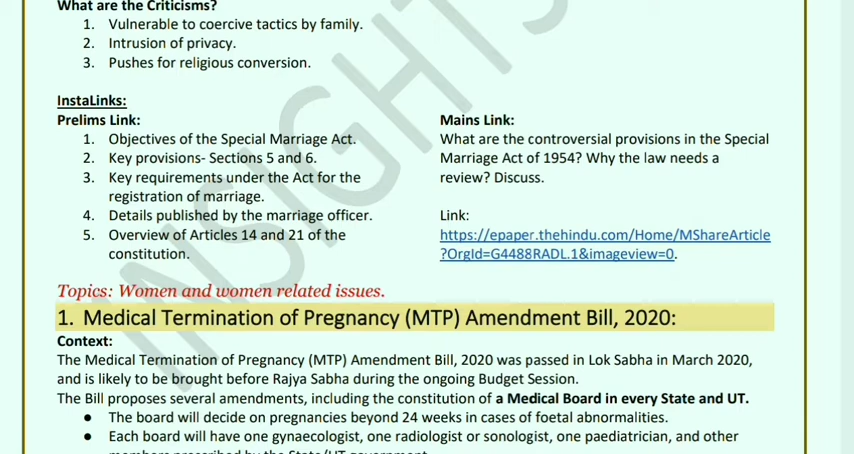 What are the Criticisms?
1. Vulnerable to coercive tactics by family.
2. Intrusion of privacy.
3. Pushes for religious conversion.
InstaLinks:
Prelims Link:
1. Objectives of the Special Marriage Act.
2. Key provisions- Sections 5 and 6.
3. Key requirements under the Act for the
registration of marriage.
4. Details published by the marriage officer.
5. Overview of Articles 14 and 21 of the
constitution.
Mains Link:
What are the controversial provisions in the Special
Marriage Act of 1954? Why the law needs a
review? Discuss.
Link:
https://epaper.thehindu.com/Home/MShareArticle
?OrgId=G4488RADL.1&imageview=0.
Topics: Women and women related issues.
1. Medical Termination of Pregnancy (MTP) Amendment Bill, 2020:
Context:
The Medical Termination of Pregnancy (MTP) Amendment Bill, 2020 was passed in Lok Sabha in March 2020,
and is likely to be brought before Rajya Sabha during the ongoing Budget Session.
The Bill proposes several amendments, including the constitution of a Medical Board in every State and UT.
● The board will decide on pregnancies beyond 24 weeks in cases of foetal abnormalities.
● Each board will have one gynaecologist, one radiologist or sonologist, one paediatrician, and other
members prescribed by the State/UT government.
INSIGHTS